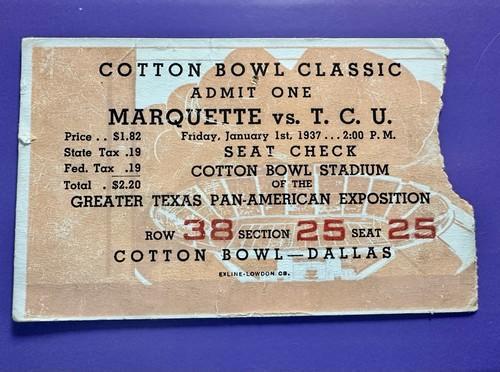 COTTON BOWL CLASSIC
ADMIT ONE
MARQUETTE vs. T. C. U.
Price . . $1.82 Friday, January 1st, 1937 . . . 2:00 P. M.
State Tax .19 SEAT CHECK
Fed. Tax .19 COTTON BOWL STADIUM
Total . $2.20 OF THE
GREATER TEXAS PAN-AMERICAN EXPOSITION
ROW 38 SECTION 25 SEAT 25
COTTON BOWL—DALLAS
EXLINE-LOWDON CO.